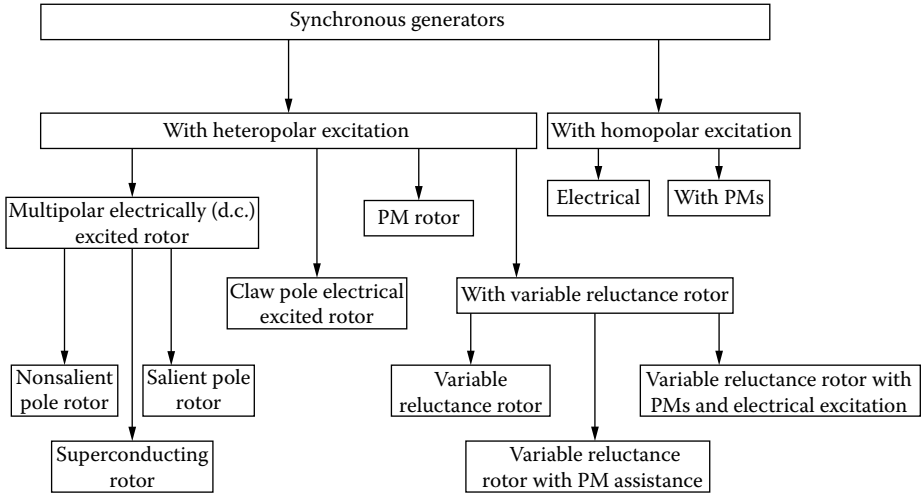 Synchronous generators
With heteropolar excitation
With homopolar excitation
Electrical
With PMs
Multipolar electrically (d.c.)
excited rotor
PM rotor
Claw pole electrical
excited rotor
With variable reluctance rotor
Nonsalient
pole rotor
Salient pole
rotor
Variable
reluctance rotor
Variable reluctance rotor with
PMs and electrical excitation
Superconducting
rotor
Variable reluctance
rotor with PM assistance